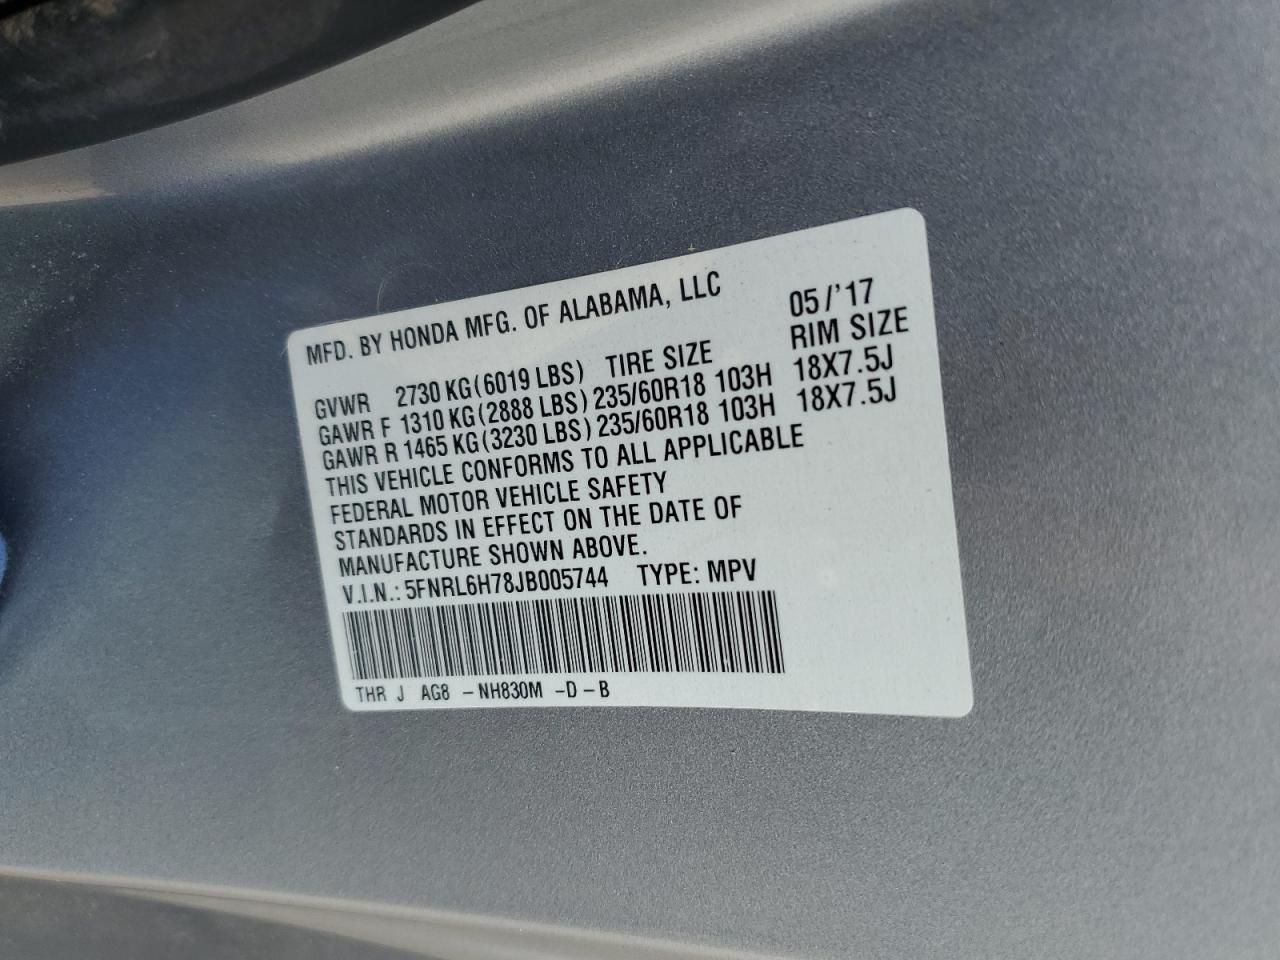 MFD. BY HONDA MFG. OF ALABAMA, LLC 05/'17
GVWR 2730 KG(6019 LBS) TIRE SIZE RIM SIZE
GAWR F 1310 KG(2888 LBS) 235/60R18 103H 18X7.5J
GAWR R 1465 KG(3230 LBS) 235/60R18 103H 18X7.5J
THIS VEHICLE CONFORMS TO ALL APPLICABLE
FEDERAL MOTOR VEHICLE SAFETY
STANDARDS IN EFFECT ON THE DATE OF
MANUFACTURE SHOWN ABOVE.
V.I.N.: 5FNRL6H78JB005744 TYPE: MPV
THR J AG8 -NH830M -D-B